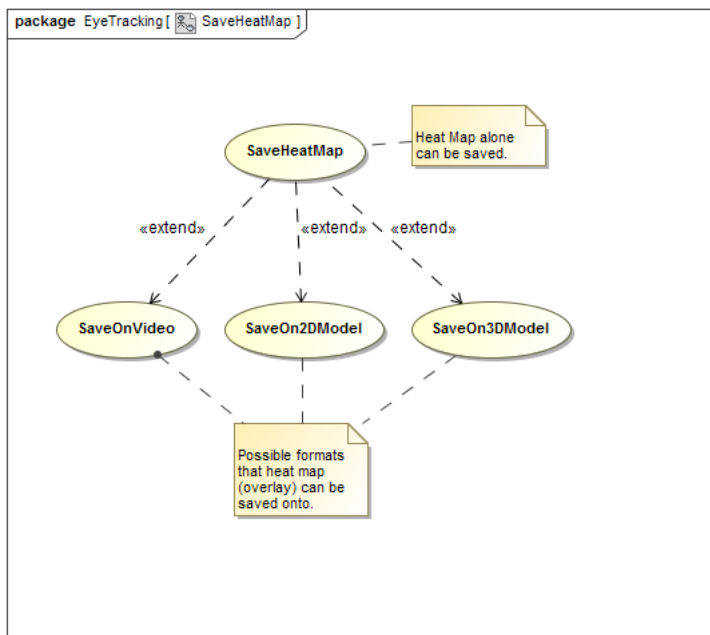 package EyeTracking [ SaveHeatMap ]
Heat Map alone
can be saved.
SaveHeatMap
«extend» «extend» «extend»
SaveOnVideo SaveOn2DModel SaveOn3DModel
Possible formats
that heat map
(overlay) can be
saved onto.